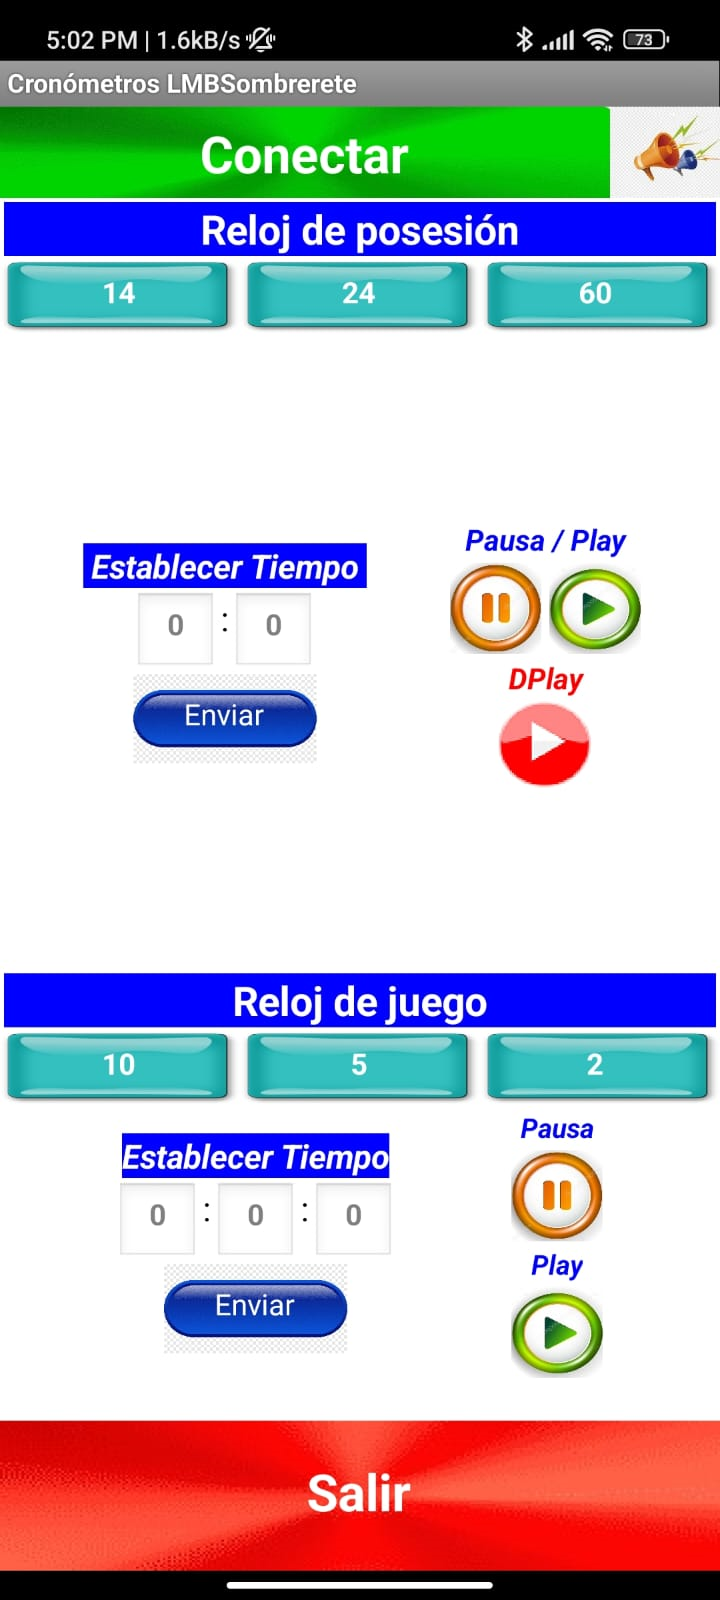 5:02 PM | 1.6kB/s
73
Cronómetros LMBSombrerete
Conectar
Reloj de posesión
14 24 60
Establecer Tiempo
0 : 0
Enviar
Pausa / Play
DPlay
Reloj de juego
10 5 2
Establecer Tiempo
0 : 0 : 0
Enviar
Pausa
Play
Salir